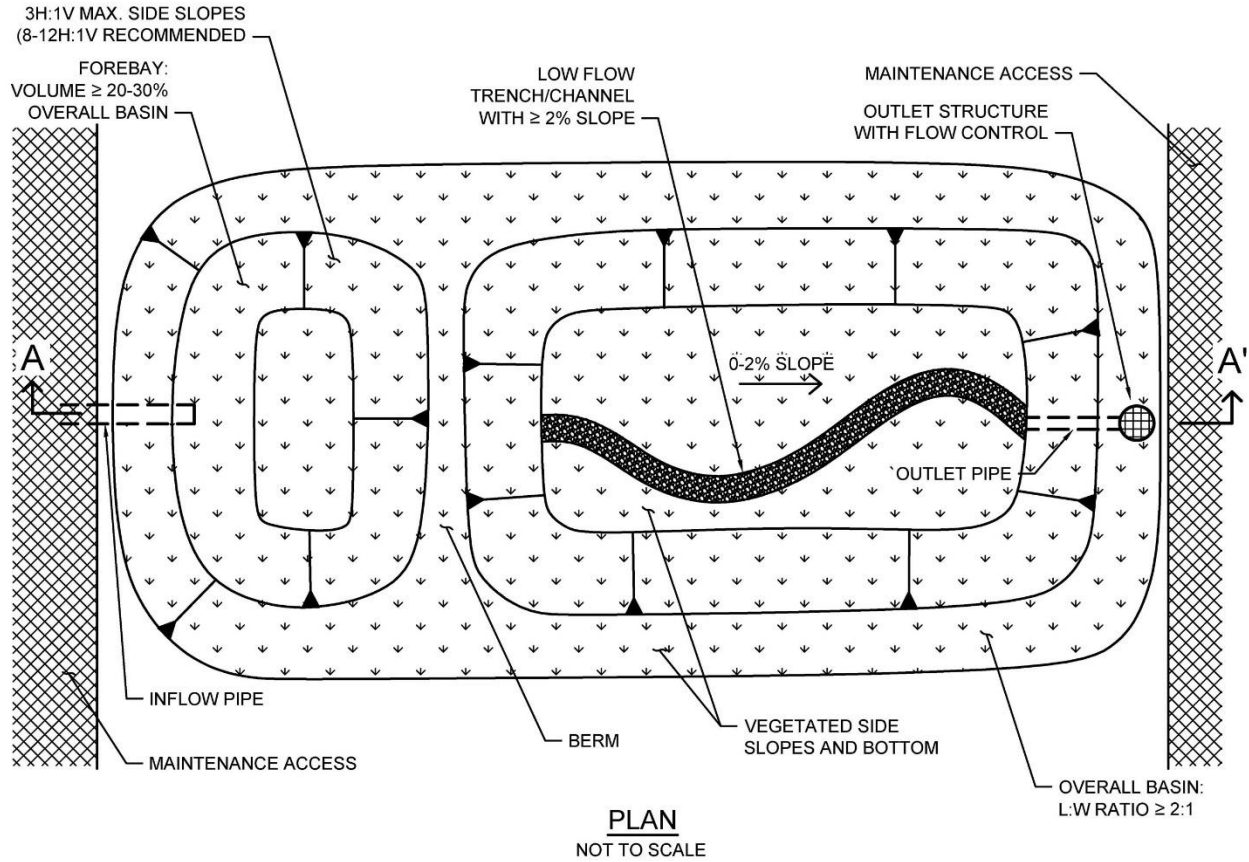 3H:1V MAX. SIDE SLOPES
(8-12H:1V RECOMMENDED
FOREBAY:
VOLUME ≥ 20-30%
OVERALL BASIN
LOW FLOW
TRENCH/CHANNEL
WITH ≥ 2% SLOPE
MAINTENANCE ACCESS
OUTLET STRUCTURE
WITH FLOW CONTROL
A
0-2% SLOPE
A'
OUTLET PIPE
INFLOW PIPE
MAINTENANCE ACCESS
BERM
VEGETATED SIDE
SLOPES AND BOTTOM
OVERALL BASIN:
L:W RATIO ≥ 2:1
PLAN
NOT TO SCALE